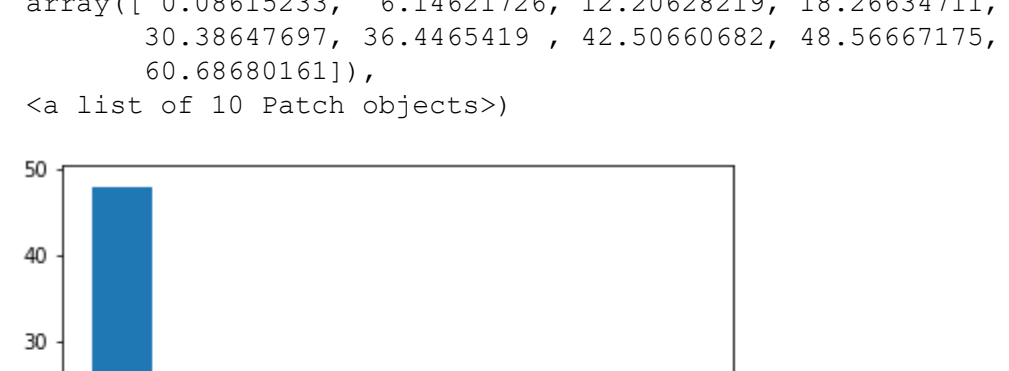 array([ 0.08615233, 6.14621726, 12.20628219, 18.26634711,
30.38647697, 36.4465419 , 42.50660682, 48.56667175,
60.68680161]),
<a list of 10 Patch objects>)
50
40
30